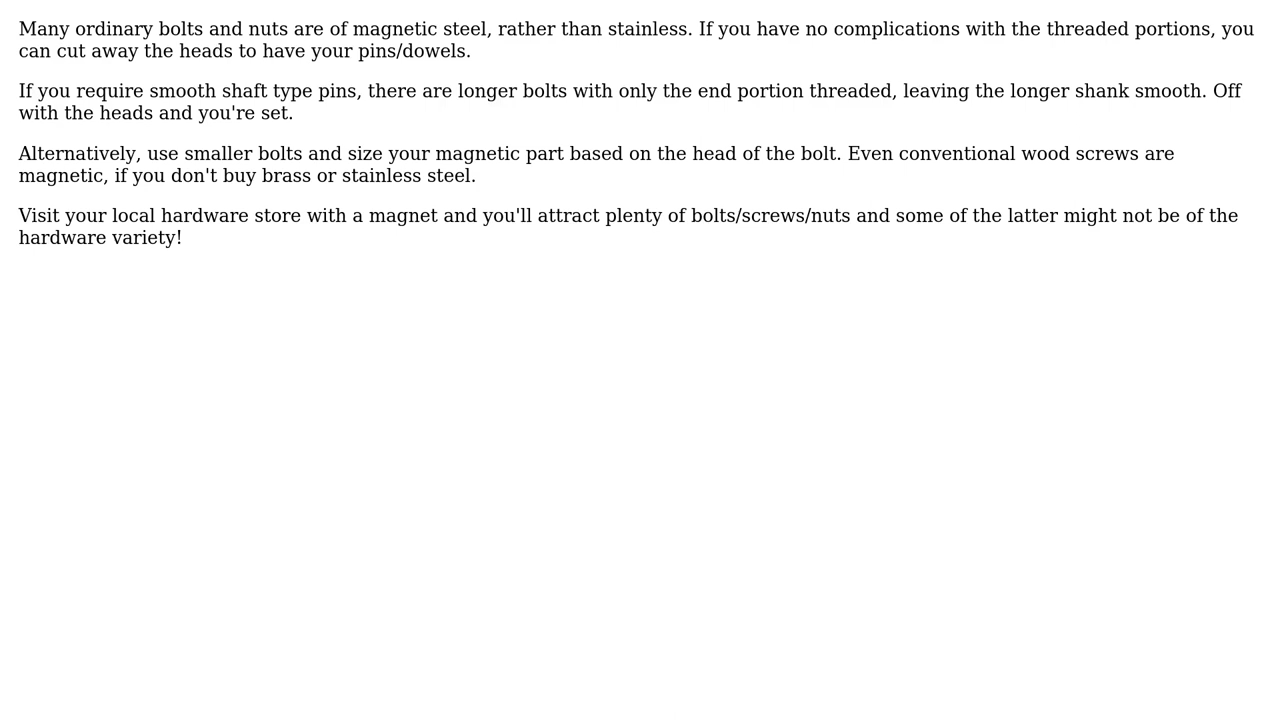 Many ordinary bolts and nuts are of magnetic steel, rather than stainless. If you have no complications with the threaded portions, you
can cut away the heads to have your pins/dowels.
If you require smooth shaft type pins, there are longer bolts with only the end portion threaded, leaving the longer shank smooth. Off
with the heads and you're set.
Alternatively, use smaller bolts and size your magnetic part based on the head of the bolt. Even conventional wood screws are
magnetic, if you don't buy brass or stainless steel.
Visit your local hardware store with a magnet and you'll attract plenty of bolts/screws/nuts and some of the latter might not be of the
hardware variety!